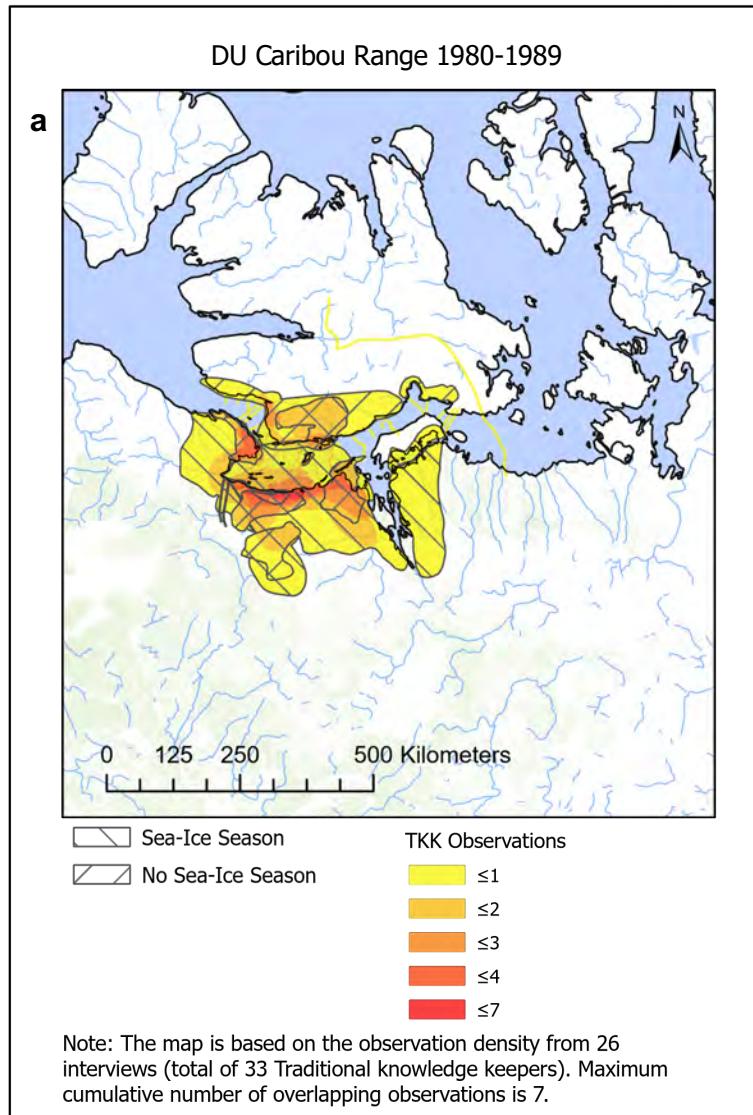 DU Caribou Range 1980-1989
a
N
0 125 250 500 Kilometers
Sea-Ice Season
No Sea-Ice Season
TKK Observations
≤1
≤2
≤3
≤4
≤7
Note: The map is based on the observation density from 26
interviews (total of 33 Traditional knowledge keepers). Maximum
cumulative number of overlapping observations is 7.